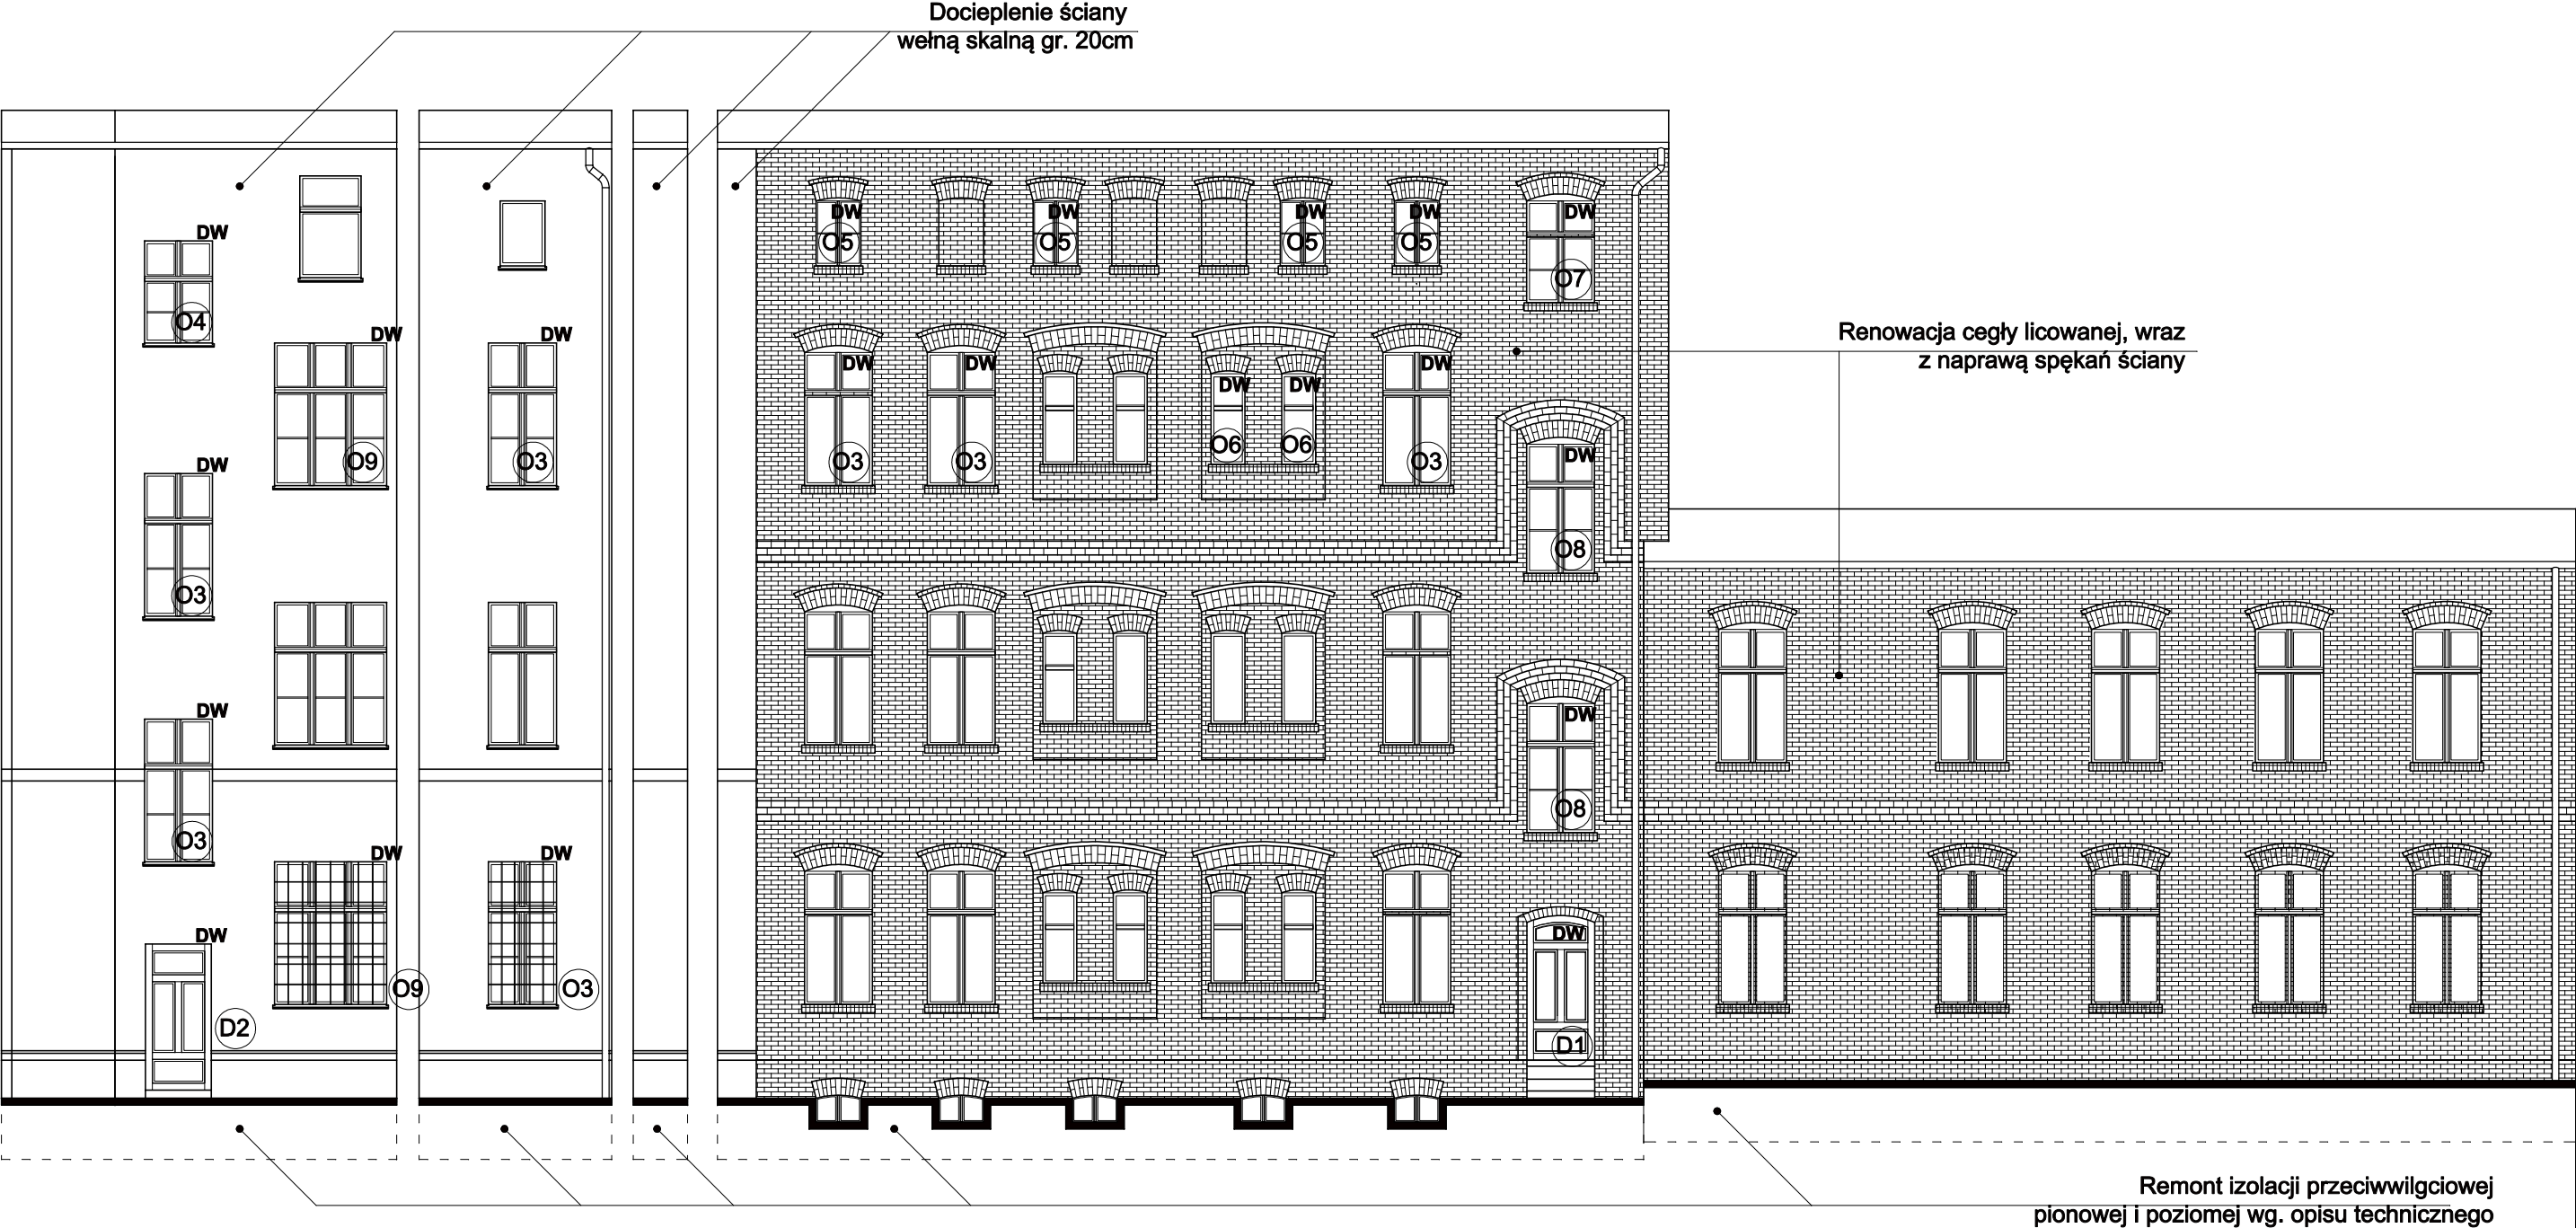 Docieplenie ściany
wełną skalną gr. 20cm
DW DW DW DW DW
O5 O5 O5 O5
DW
O7
DW
O4
Renowacja cegły licowanej, wraz
z naprawą spękań ściany
DW DW DW DW DW
DW DW
O6 O6
O9 O3 O3 O3 O3
DW DW
O8
O3
DW DW
O8
O3
DW DW
DW DW
O9 O3
D2 D1
Remont izolacji przeciwwilgciowej
pionowej i poziomej wg. opisu technicznego